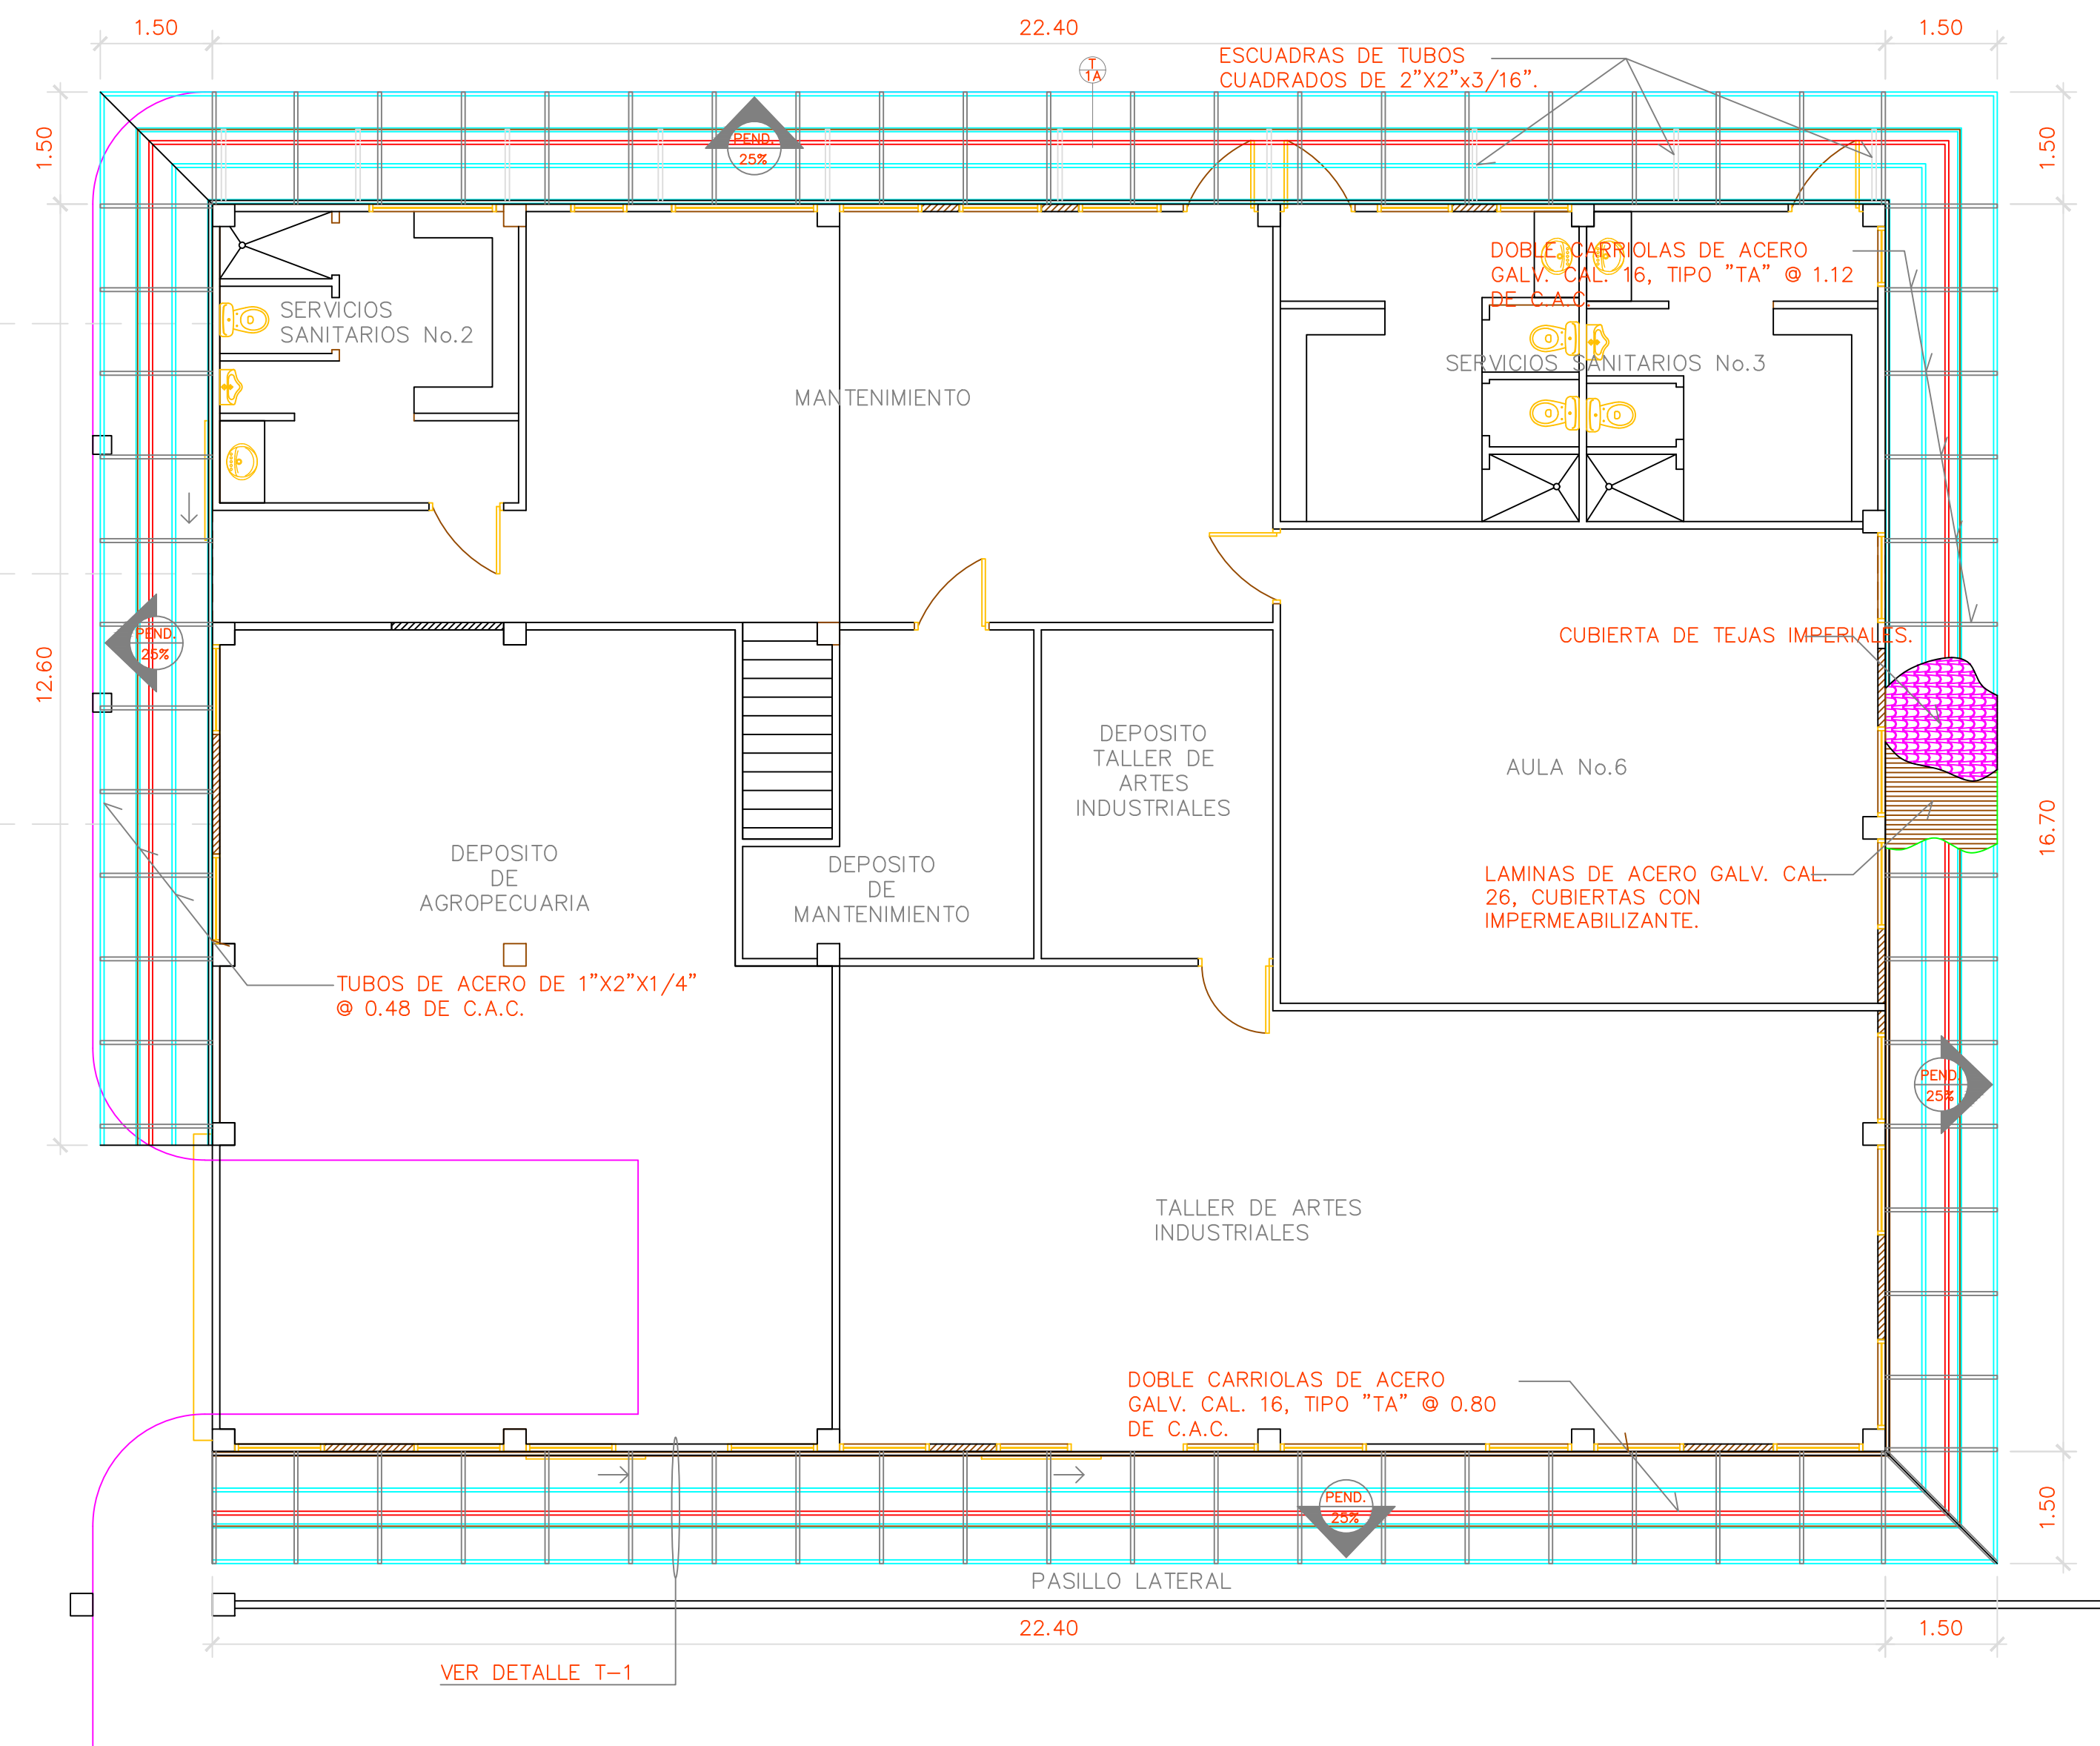 1.50
22.40
1.50
ESCUADRAS DE TUBOS
CUADRADOS DE 2"X2"x3/16".
T
1A
1.50
PEND.
25%
1.50
DOBLE CARRIOLAS DE ACERO
GALV. CAL. 16, TIPO "TA" @ 1.12
DE C.A.C.
SERVICIOS
SANITARIOS No.2
SERVICIOS SANITARIOS No.3
MANTENIMIENTO
PEND.
25%
12.60
CUBIERTA DE TEJAS IMPERIALES.
DEPOSITO
TALLER DE
ARTES
INDUSTRIALES
AULA No.6
16.70
DEPOSITO
DE
AGROPECUARIA
DEPOSITO
DE
MANTENIMIENTO
LAMINAS DE ACERO GALV. CAL.
26, CUBIERTAS CON
IMPERMEABILIZANTE.
TUBOS DE ACERO DE 1"X2"X1/4"
@ 0.48 DE C.A.C.
PEND.
25%
TALLER DE ARTES
INDUSTRIALES
DOBLE CARRIOLAS DE ACERO
GALV. CAL. 16, TIPO "TA" @ 0.80
DE C.A.C.
PEND.
25%
1.50
PASILLO LATERAL
22.40
1.50
VER DETALLE T-1